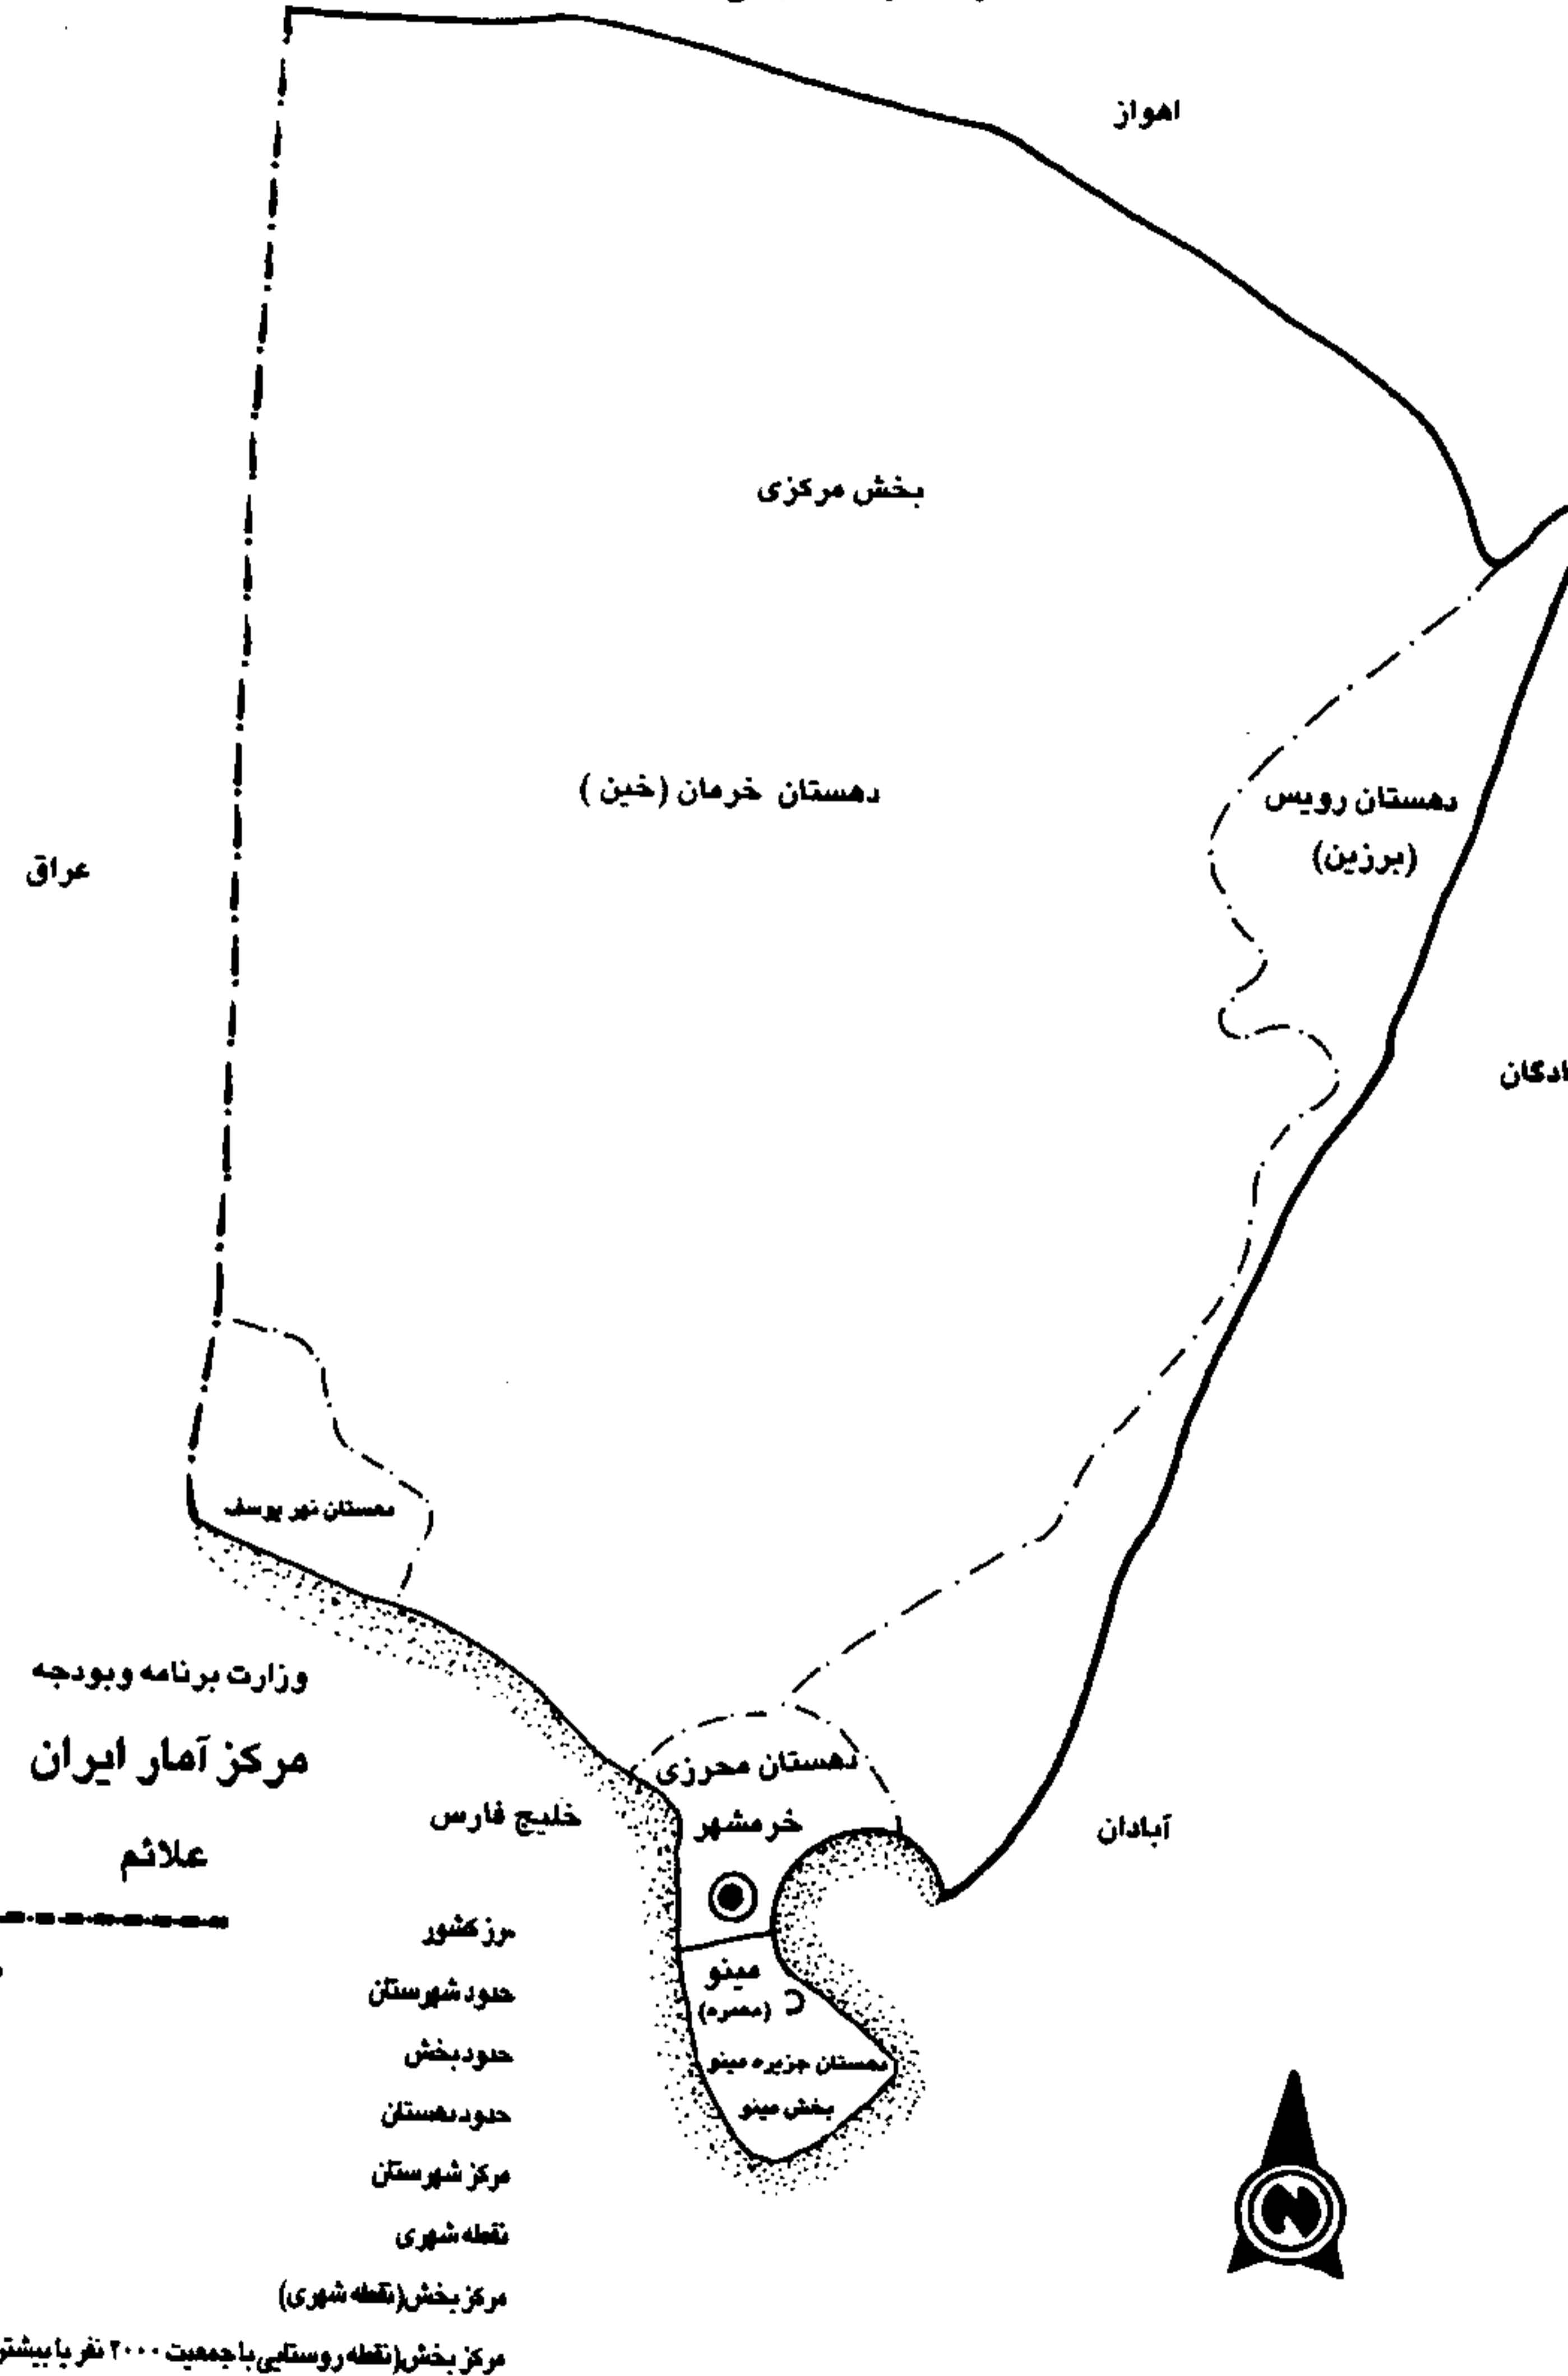 اهواز
بخش مرکزی
دهستان خرمان (خین)
دهستان رویس
(برزین)
عراق
ادگان
دهستان نهر یوسف
وزارت برنامه وبودجه
مرکز آمار ایران
علائم
مرز کشور
حدود شهرستان
حدود بخش
حدود دهستان
مرکز شهرستان
نقطه شهری
مرکز بخش (نقطه شهری)
مرکز بخش (نقطه روستایی با جمعیت ۲۰۰۰ نفر یا بیشتر
خلیج فارس
دهستان محرزی
خرمشهر
آبادان
مینو
(معمره)
دهستان جزیره مینو
بخش مینو